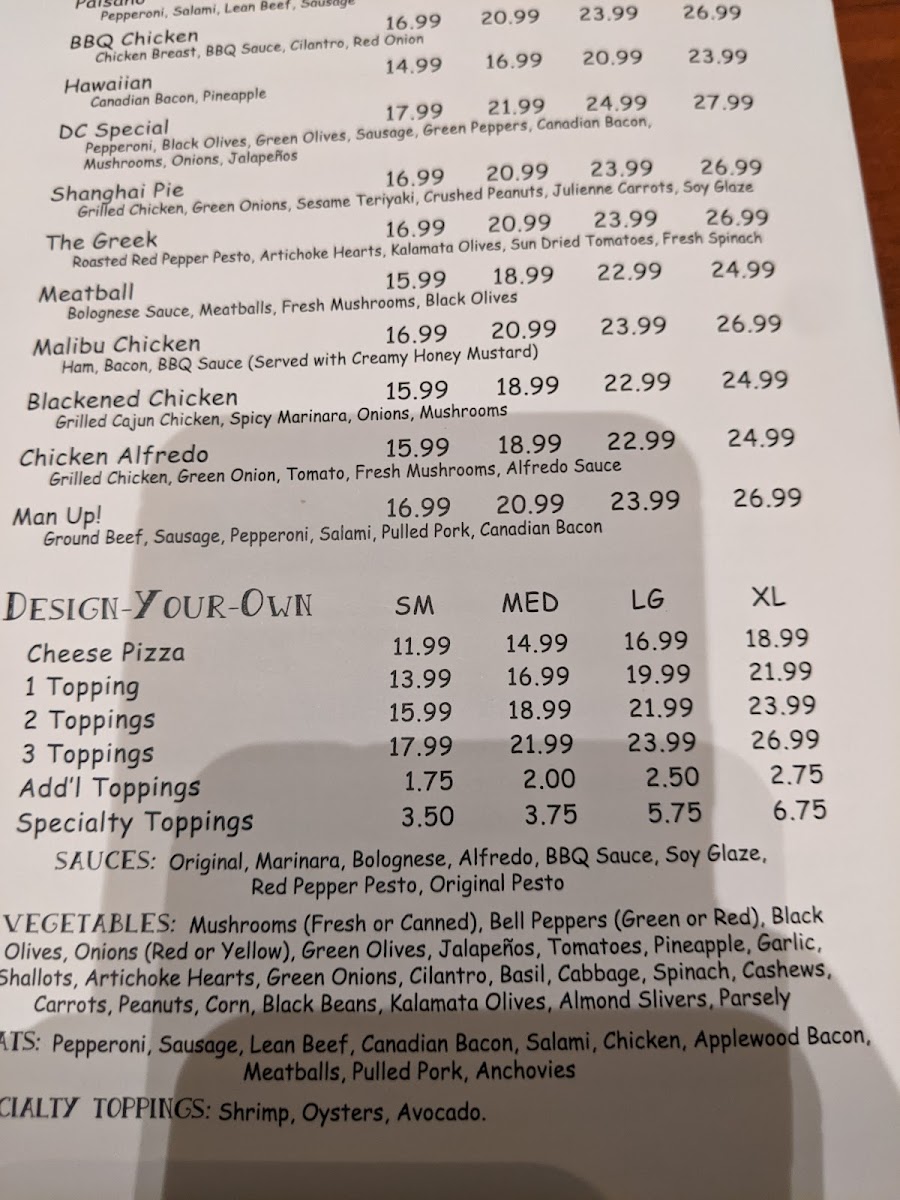 Paisano
Pepperoni, Salami, Lean Beef, Sausage
BBQ Chicken 16.99 20.99 23.99 26.99
Chicken Breast, BBQ Sauce, Cilantro, Red Onion
Hawaiian 14.99 16.99 20.99 23.99
Canadian Bacon, Pineapple
DC Special 17.99 21.99 24.99 27.99
Pepperoni, Black Olives, Green Olives, Sausage, Green Peppers, Canadian Bacon,
Mushrooms, Onions, Jalapeños
Shanghai Pie 16.99 20.99 23.99 26.99
Grilled Chicken, Green Onions, Sesame Teriyaki, Crushed Peanuts, Julienne Carrots, Soy Glaze
The Greek 16.99 20.99 23.99 26.99
Roasted Red Pepper Pesto, Artichoke Hearts, Kalamata Olives, Sun Dried Tomatoes, Fresh Spinach
Meatball 15.99 18.99 22.99 24.99
Bolognese Sauce, Meatballs, Fresh Mushrooms, Black Olives
Malibu Chicken 16.99 20.99 23.99 26.99
Ham, Bacon, BBQ Sauce (Served with Creamy Honey Mustard)
Blackened Chicken 15.99 18.99 22.99 24.99
Grilled Cajun Chicken, Spicy Marinara, Onions, Mushrooms
Chicken Alfredo 15.99 18.99 22.99 24.99
Grilled Chicken, Green Onion, Tomato, Fresh Mushrooms, Alfredo Sauce
Man Up! 16.99 20.99 23.99 26.99
Ground Beef, Sausage, Pepperoni, Salami, Pulled Pork, Canadian Bacon
DESIGN-YOUR-OWN SM MED LG XL
Cheese Pizza 11.99 14.99 16.99 18.99
1 Topping 13.99 16.99 19.99 21.99
2 Toppings 15.99 18.99 21.99 23.99
3 Toppings 17.99 21.99 23.99 26.99
Add'l Toppings 1.75 2.00 2.50 2.75
Specialty Toppings 3.50 3.75 5.75 6.75
SAUCES: Original, Marinara, Bolognese, Alfredo, BBQ Sauce, Soy Glaze,
Red Pepper Pesto, Original Pesto
VEGETABLES: Mushrooms (Fresh or Canned), Bell Peppers (Green or Red), Black
Olives, Onions (Red or Yellow), Green Olives, Jalapeños, Tomatoes, Pineapple, Garlic,
Shallots, Artichoke Hearts, Green Onions, Cilantro, Basil, Cabbage, Spinach, Cashews,
Carrots, Peanuts, Corn, Black Beans, Kalamata Olives, Almond Slivers, Parsely
ATS: Pepperoni, Sausage, Lean Beef, Canadian Bacon, Salami, Chicken, Applewood Bacon,
Meatballs, Pulled Pork, Anchovies
CIALTY TOPPINGS: Shrimp, Oysters, Avocado.